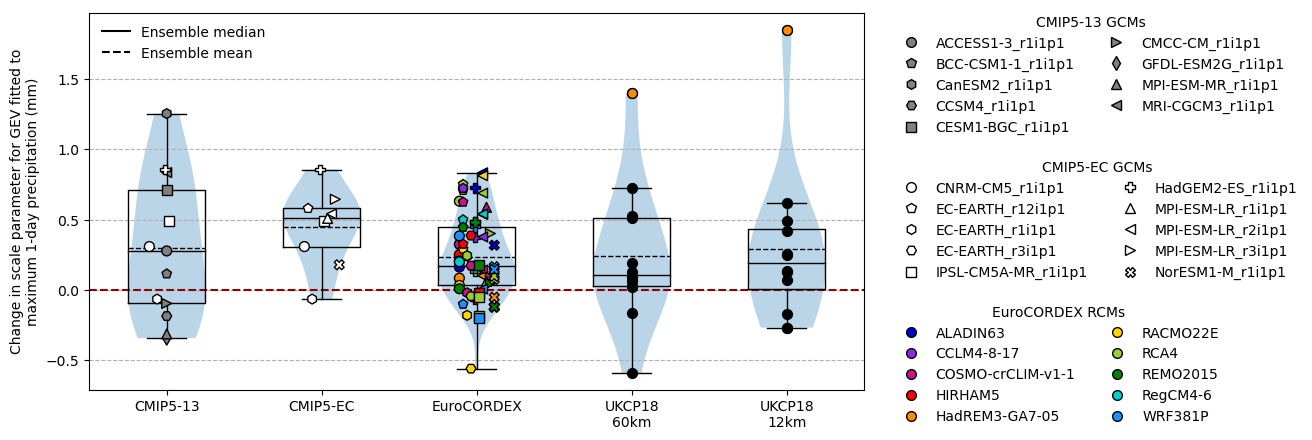 Change in scale parameter for GEV fitted to
maximum 1-day precipitation (mm)
Ensemble median
Ensemble mean
1.5
1.0
0.5
0.0
−0.5
CMIP5-13
CMIP5-EC
EuroCORDEX
UKCP18
60km
UKCP18
12km
CMIP5-13 GCMs
ACCESS1-3_r1i1p1
BCC-CSM1-1_r1i1p1
CanESM2_r1i1p1
CCSM4_r1i1p1
CESM1-BGC_r1i1p1
CMCC-CM_r1i1p1
GFDL-ESM2G_r1i1p1
MPI-ESM-MR_r1i1p1
MRI-CGCM3_r1i1p1
CMIP5-EC GCMs
CNRM-CM5_r1i1p1
EC-EARTH_r12i1p1
EC-EARTH_r1i1p1
EC-EARTH_r3i1p1
IPSL-CM5A-MR_r1i1p1
HadGEM2-ES_r1i1p1
MPI-ESM-LR_r1i1p1
MPI-ESM-LR_r2i1p1
MPI-ESM-LR_r3i1p1
NorESM1-M_r1i1p1
EuroCORDEX RCMs
ALADIN63
CCLM4-8-17
COSMO-crCLIM-v1-1
HIRHAM5
HadREM3-GA7-05
RACMO22E
RCA4
REMO2015
RegCM4-6
WRF381P